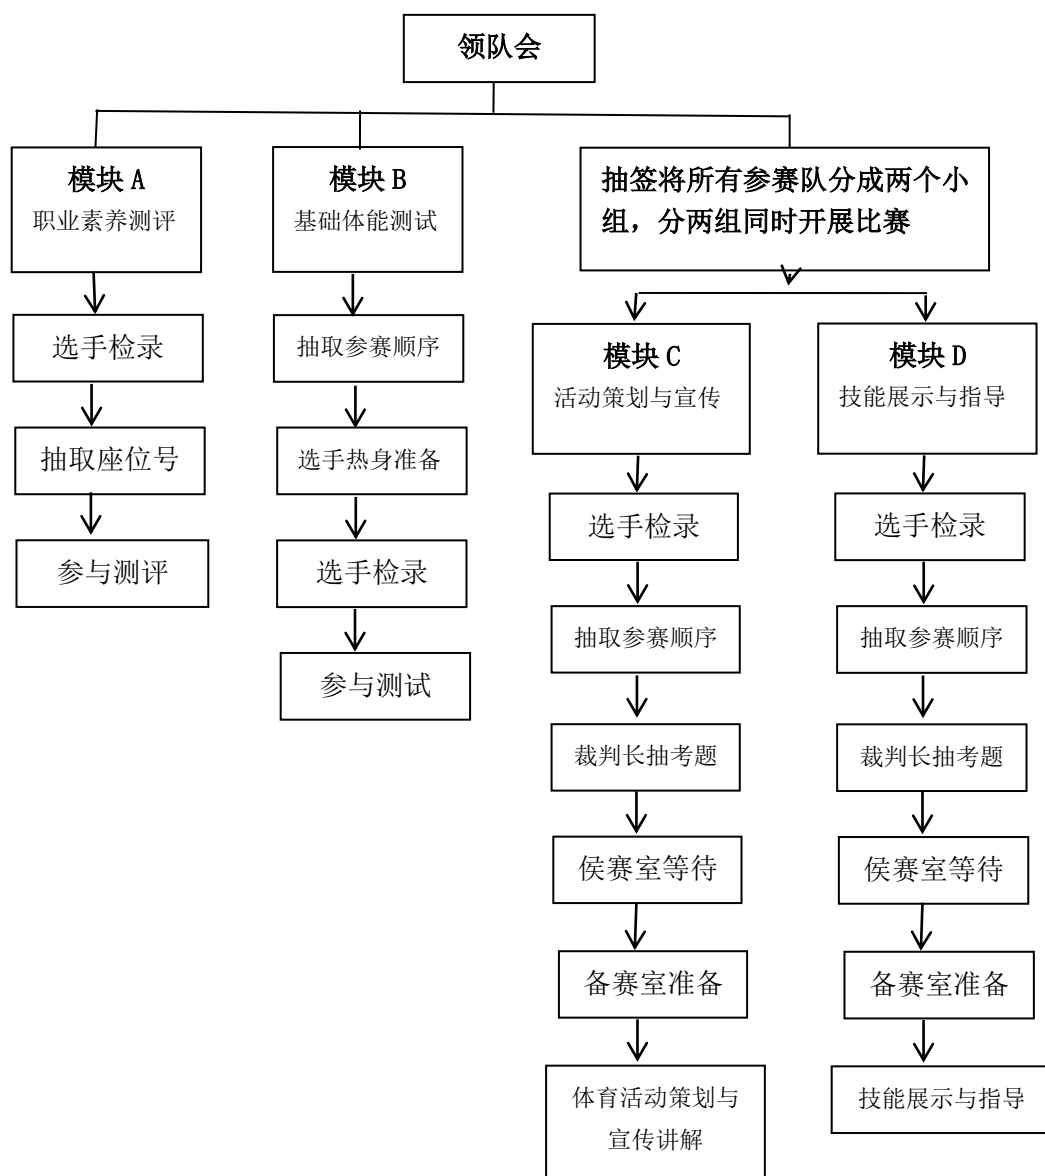 领队会
模块 A
职业素养测评
选手检录
抽取座位号
参与测评
模块 B
基础体能测试
抽取参赛顺序
选手热身准备
选手检录
参与测试
抽签将所有参赛队分成两个小
组，分两组同时开展比赛
模块 C
活动策划与宣传
选手检录
抽取参赛顺序
裁判长抽考题
侯赛室等待
备赛室准备
体育活动策划与
宣传讲解
模块 D
技能展示与指导
选手检录
抽取参赛顺序
裁判长抽考题
侯赛室等待
备赛室准备
技能展示与指导